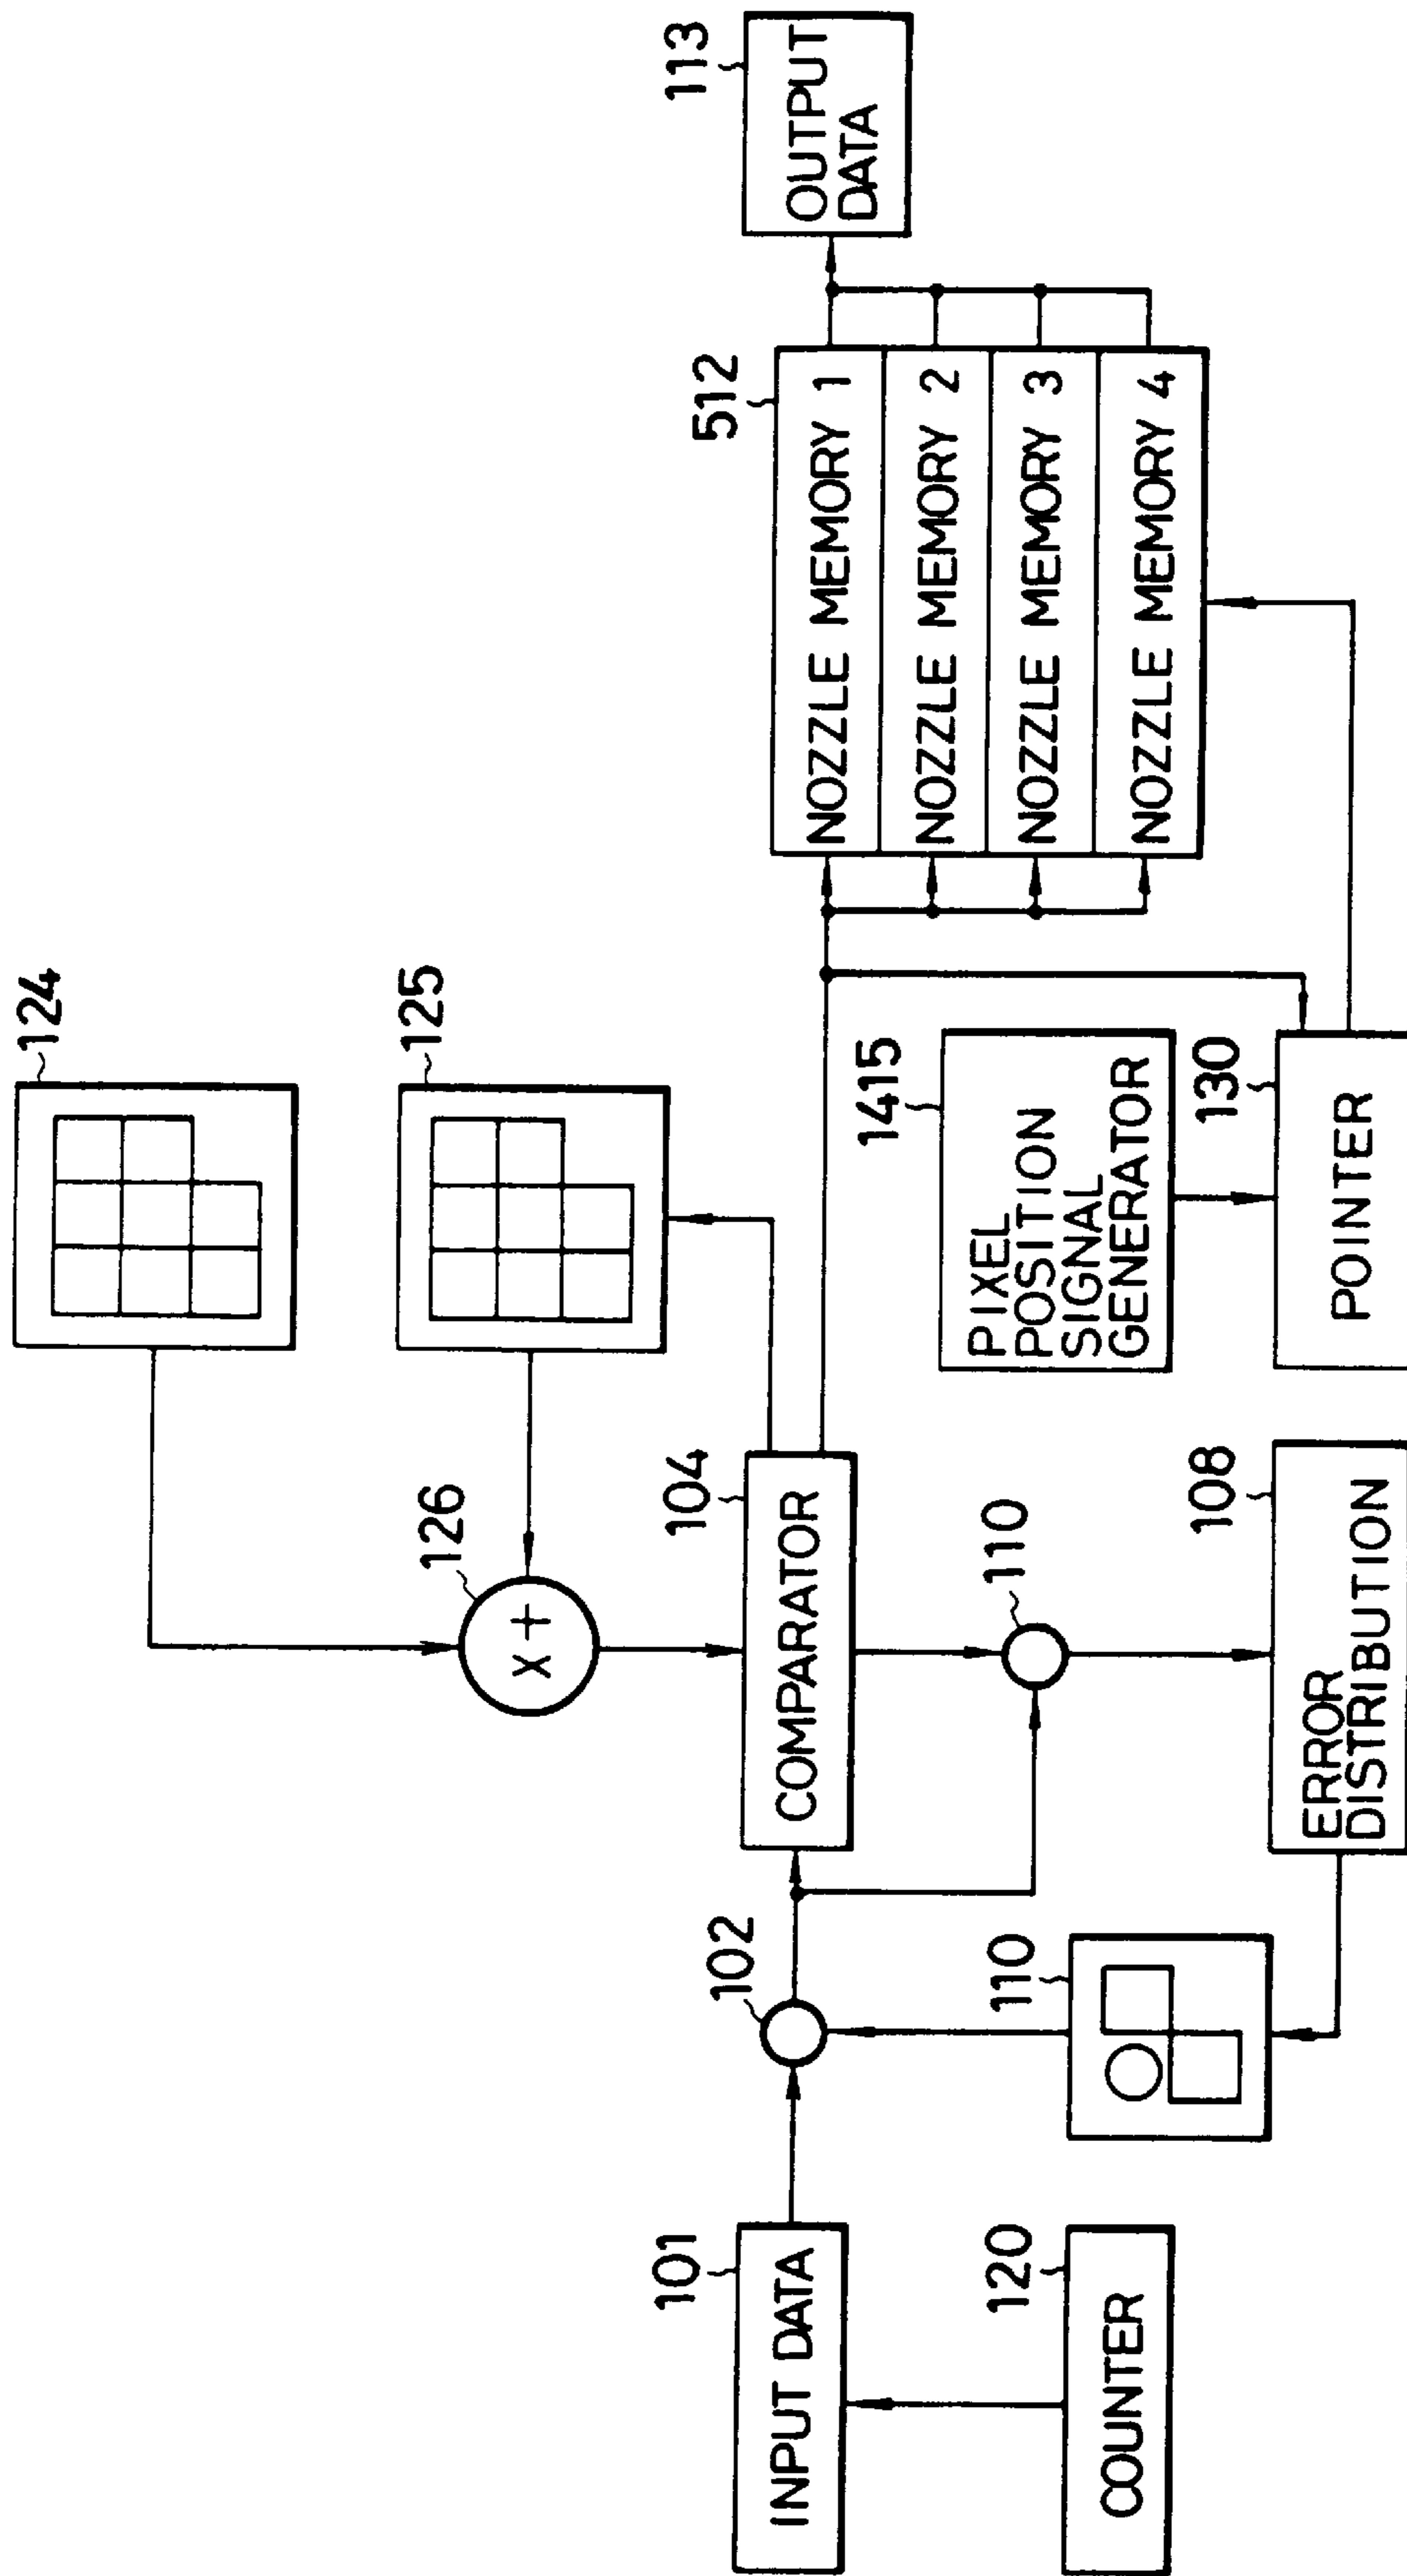 124
125
126
x +
101
INPUT DATA
102
104
COMPARATOR
512
NOZZLE MEMORY 1
NOZZLE MEMORY 2
NOZZLE MEMORY 3
NOZZLE MEMORY 4
113
OUTPUT
DATA
120
COUNTER
110
110
1415
PIXEL
POSITION
SIGNAL
GENERATOR
108
ERROR
DISTRIBUTION
130
POINTER